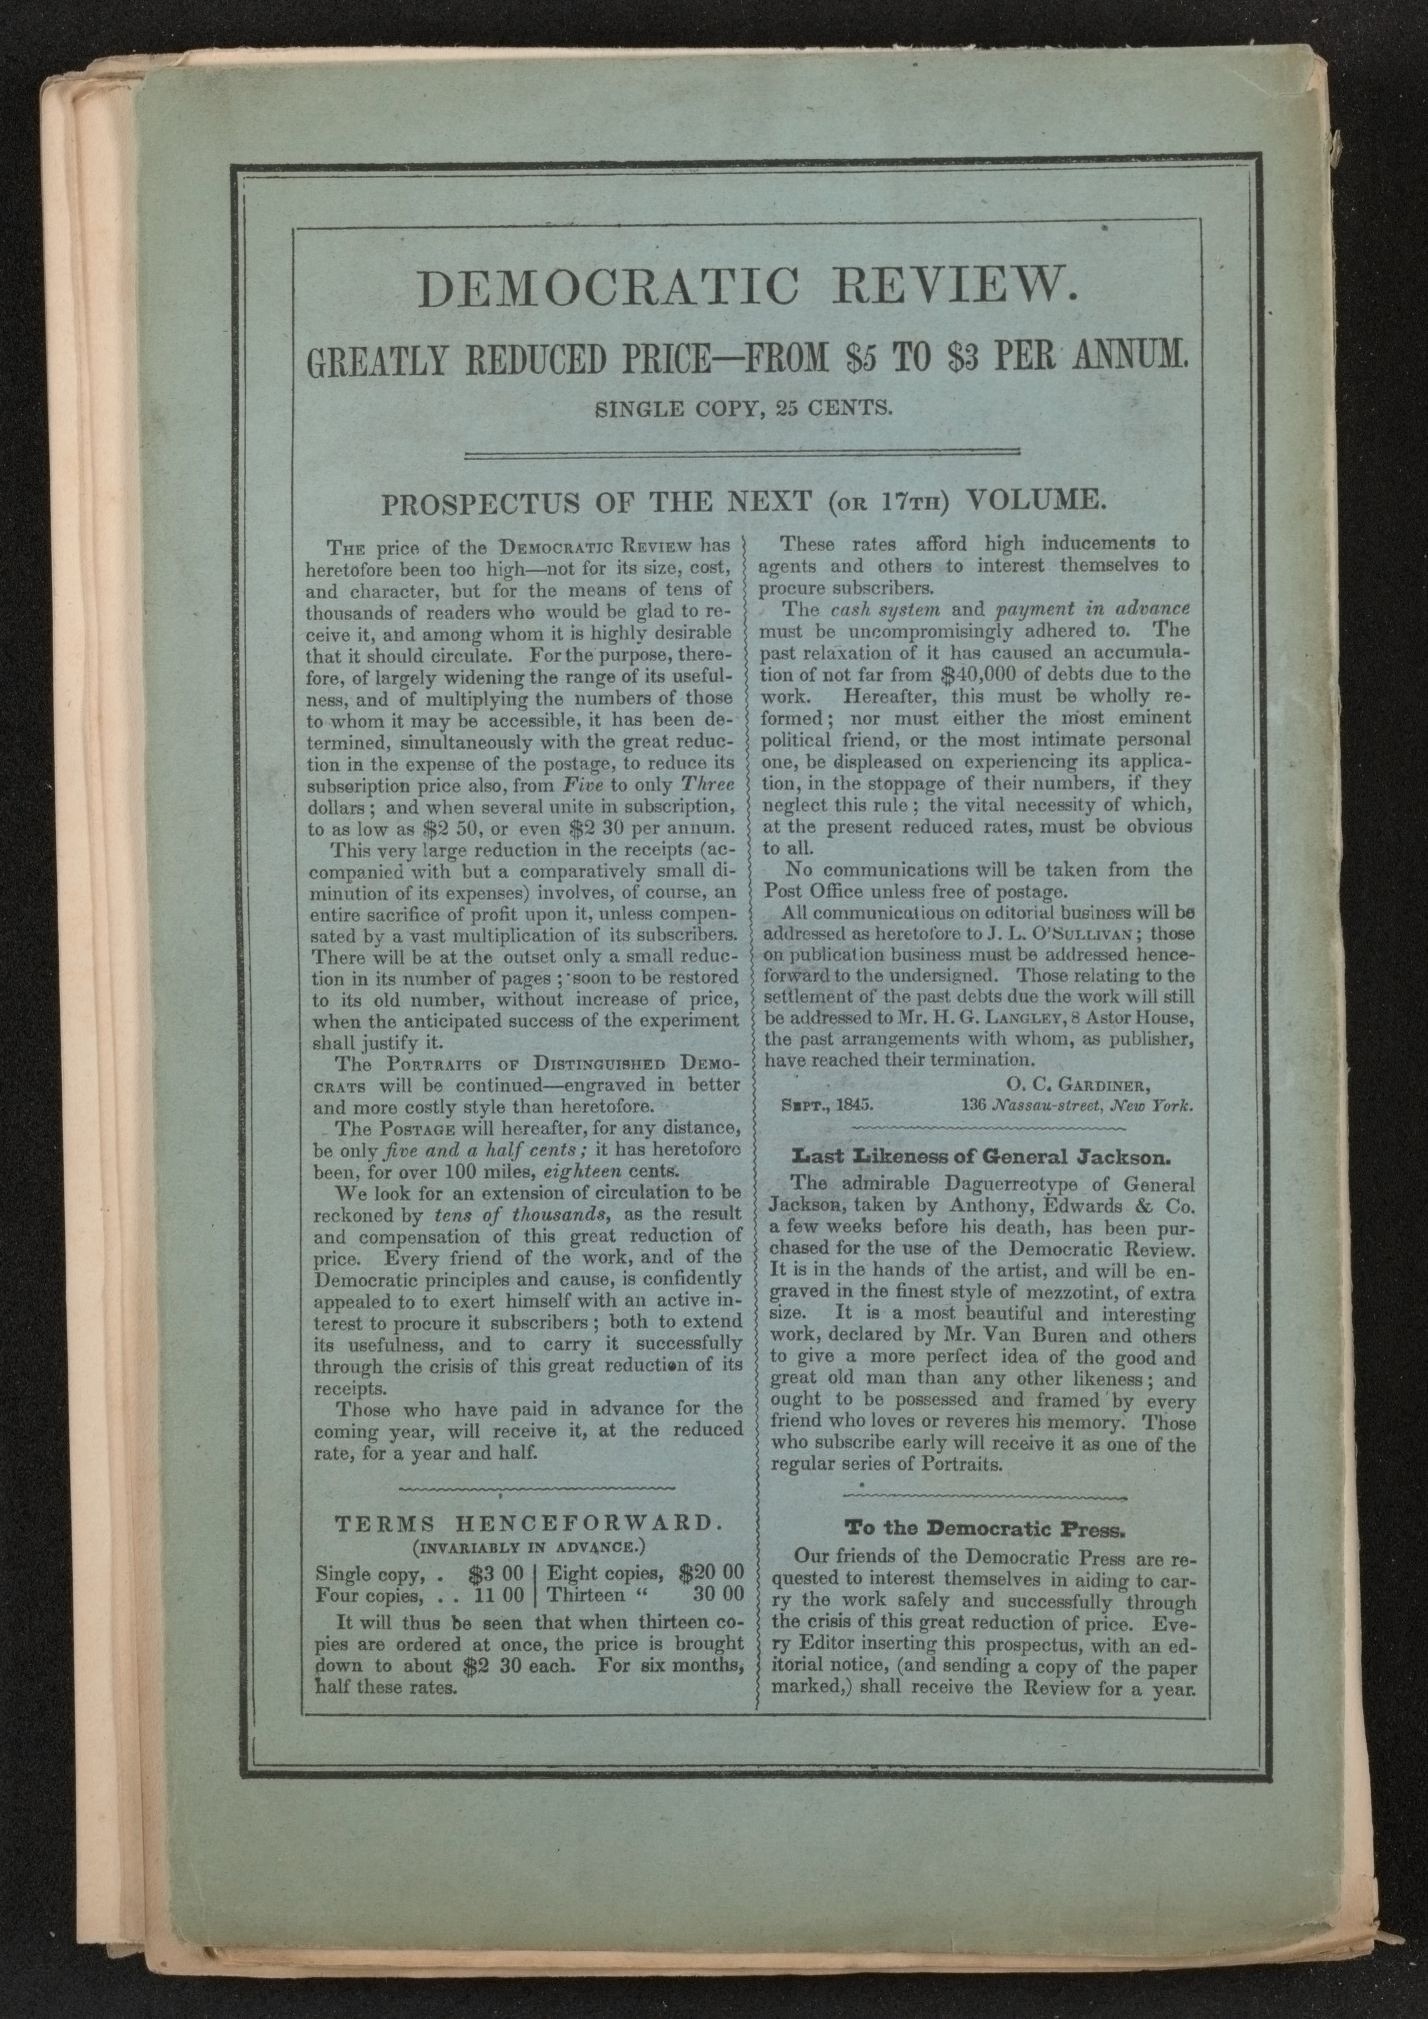 DEMOCRATIC REVIEW.
GREATLY REDUCED PRICE—FROM $5 TO $3 PER ANNUM.
SINGLE COPY, 25 CENTS.
PROSPECTUS OF THE NEXT (OR 17TH) VOLUME.
THE price of the DEMOCRATIC REVIEW has
heretofore been too high—not for its size, cost,
and character, but for the means of tens of
thousands of readers who would be glad to re-
ceive it, and among whom it is highly desirable
that it should circulate. For the purpose, there-
fore, of largely widening the range of its useful-
ness, and of multiplying the numbers of those
to whom it may be accessible, it has been de-
termined, simultaneously with the great reduc-
tion in the expense of the postage, to reduce its
subscription price also, from Five to only Three
dollars; and when several unite in subscription,
to as low as $2 50, or even $2 30 per annum.
This very large reduction in the receipts (ac-
companied with but a comparatively small di-
minution of its expenses) involves, of course, an
entire sacrifice of profit upon it, unless compen-
sated by a vast multiplication of its subscribers.
There will be at the outset only a small reduc-
tion in its number of pages; soon to be restored
to its old number, without increase of price,
when the anticipated success of the experiment
shall justify it.
The PORTRAITS OF DISTINGUISHED DEMO-
CRATS will be continued—engraved in better
and more costly style than heretofore.
The POSTAGE will hereafter, for any distance,
be only five and a half cents; it has heretofore
been, for over 100 miles, eighteen cents.
We look for an extension of circulation to be
reckoned by tens of thousands, as the result
and compensation of this great reduction of
price. Every friend of the work, and of the
Democratic principles and cause, is confidently
appealed to to exert himself with an active in-
terest to procure it subscribers; both to extend
its usefulness, and to carry it successfully
through the crisis of this great reduction of its
receipts.
Those who have paid in advance for the
coming year, will receive it, at the reduced
rate, for a year and half.
TERMS HENCEFORWARD.
(INVARIABLY IN ADVANCE.)
Single copy, . $3 00 | Eight copies, $20 00
Four copies, . . 11 00 | Thirteen “ 30 00
It will thus be seen that when thirteen co-
pies are ordered at once, the price is brought
down to about $2 30 each. For six months,
half these rates.
These rates afford high inducements to
agents and others to interest themselves to
procure subscribers.
The cash system and payment in advance
must be uncompromisingly adhered to. The
past relaxation of it has caused an accumula-
tion of not far from $40,000 of debts due to the
work. Hereafter, this must be wholly re-
formed; nor must either the most eminent
political friend, or the most intimate personal
one, be displeased on experiencing its applica-
tion, in the stoppage of their numbers, if they
neglect this rule; the vital necessity of which,
at the present reduced rates, must be obvious
to all.
No communications will be taken from the
Post Office unless free of postage.
All communications on editorial business will be
addressed as heretofore to J. L. O'SULLIVAN; those
on publication business must be addressed hence-
forward to the undersigned. Those relating to the
settlement of the past debts due the work will still
be addressed to Mr. H. G. LANGLEY, 8 Astor House,
the past arrangements with whom, as publisher,
have reached their termination.
O. C. GARDINER,
SEPT., 1845. 136 Nassau-street, New York.
Last Likeness of General Jackson.
The admirable Daguerreotype of General
Jackson, taken by Anthony, Edwards & Co.
a few weeks before his death, has been pur-
chased for the use of the Democratic Review.
It is in the hands of the artist, and will be en-
graved in the finest style of mezzotint, of extra
size. It is a most beautiful and interesting
work, declared by Mr. Van Buren and others
to give a more perfect idea of the good and
great old man than any other likeness; and
ought to be possessed and framed by every
friend who loves or reveres his memory. Those
who subscribe early will receive it as one of the
regular series of Portraits.
To the Democratic Press.
Our friends of the Democratic Press are re-
quested to interest themselves in aiding to car-
ry the work safely and successfully through
the crisis of this great reduction of price. Eve-
ry Editor inserting this prospectus, with an ed-
itorial notice, (and sending a copy of the paper
marked,) shall receive the Review for a year.